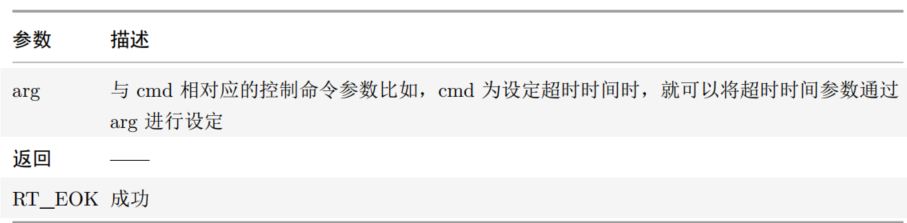 参数 描述
arg 与 cmd 相对应的控制命令参数比如，cmd 为设定超时时间时，就可以将超时时间参数通过
arg 进行设定
返回 ——
RT_EOK 成功